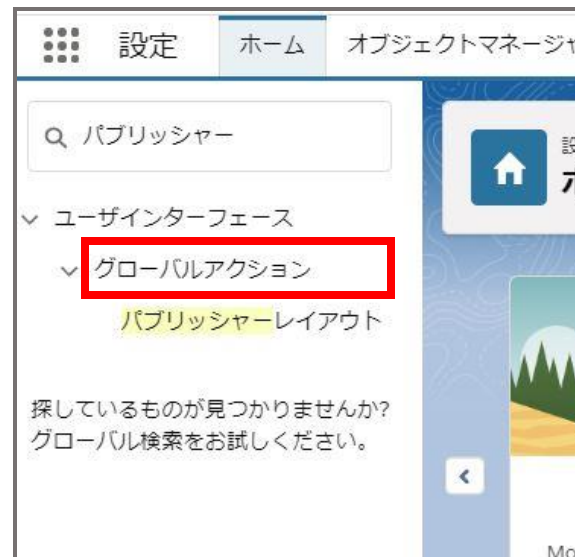 設定
ホーム
オブジェクトマネージャ
パブリッシャー
ユーザインターフェース
グローバルアクション
パブリッシャーレイアウト
探しているものが見つかりませんか?
グローバル検索をお試しください。